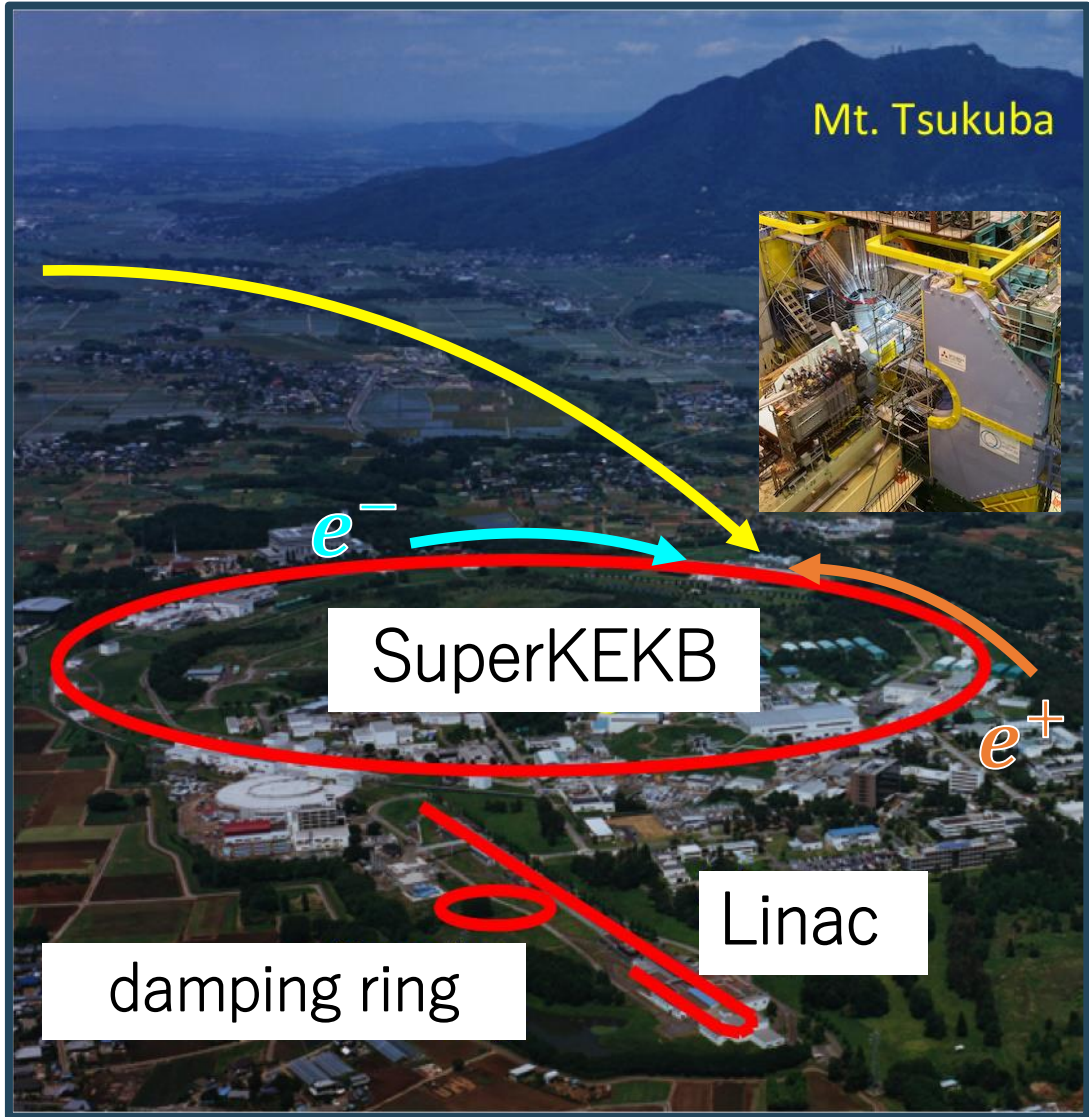 Mt. Tsukuba
e⁻
SuperKEKB
e⁺
Linac
damping ring